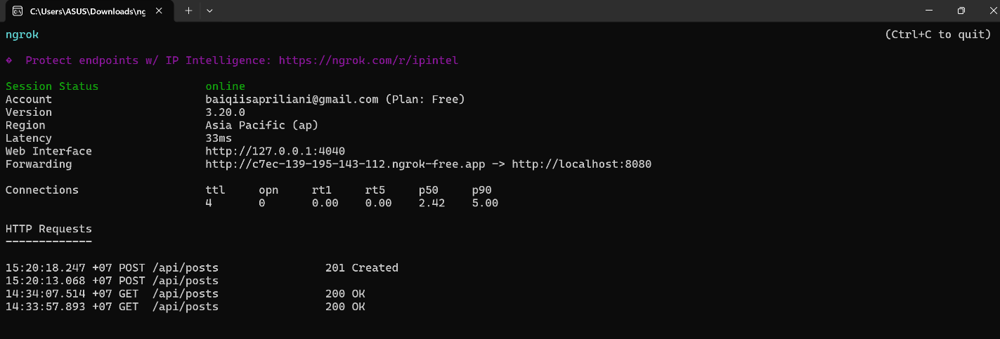 C:\Users\ASUS\Downloads\ng
ngrok (Ctrl+C to quit)
Protect endpoints w/ IP Intelligence: https://ngrok.com/r/ipintel
Session Status online
Account baiqiisapriliani@gmail.com (Plan: Free)
Version 3.20.0
Region Asia Pacific (ap)
Latency 33ms
Web Interface http://127.0.0.1:4040
Forwarding http://c7ec-139-195-143-112.ngrok-free.app -> http://localhost:8080
Connections ttl opn rt1 rt5 p50 p90
4 0 0.00 0.00 2.42 5.00
HTTP Requests
-------------
15:20:18.247 +07 POST /api/posts 201 Created
15:20:13.068 +07 POST /api/posts
14:34:07.514 +07 GET /api/posts 200 OK
14:33:57.893 +07 GET /api/posts 200 OK